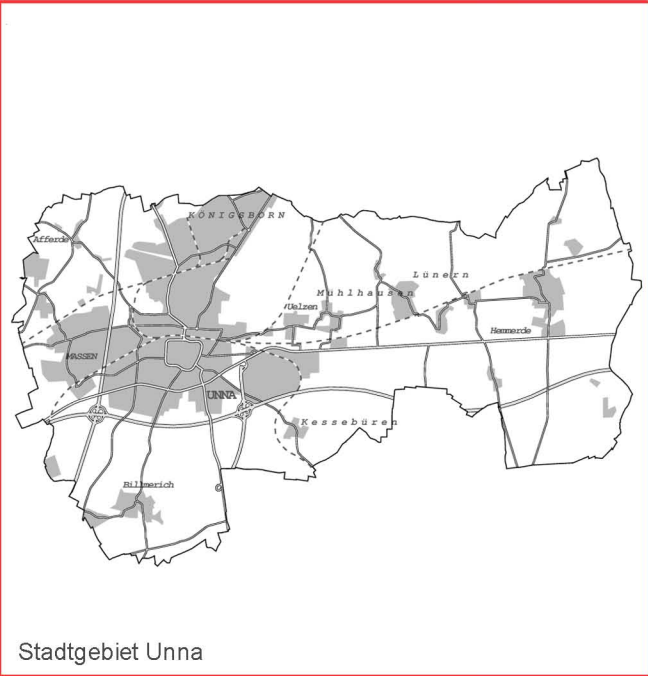 KÖNIGSBORN
Afferde
Lünern
Mühlhausen
Uelzen
Hemmerde
MASSEN
UNNA
Kessebüren
Billmerich
Stadtgebiet Unna